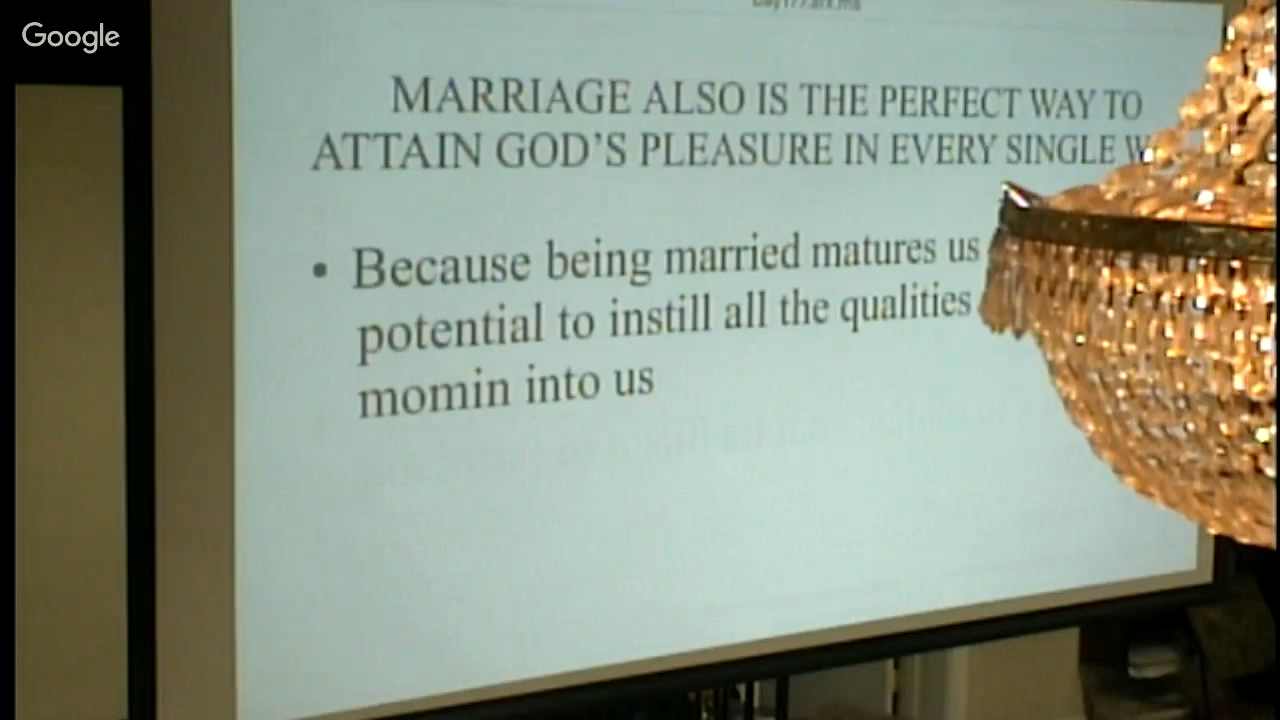 Google
MARRIAGE ALSO IS THE PERFECT WAY TO
ATTAIN GOD'S PLEASURE IN EVERY SINGLE
• Because being married matures us
potential to instill all the qualities
momin into us